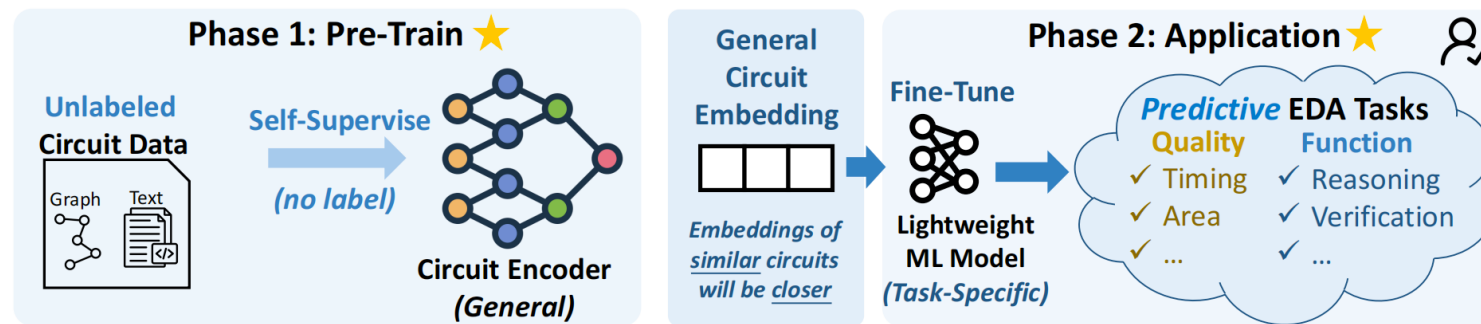 Phase 1: Pre-Train
Unlabeled
Circuit Data
Graph
Text
</>
Self-Supervise
(no label)
Circuit Encoder
(General)
General
Circuit
Embedding
Embeddings of
similar circuits
will be closer
Phase 2: Application
Fine-Tune
Lightweight
ML Model
(Task-Specific)
Predictive EDA Tasks
Quality
✓ Timing
✓ Area
✓ ...
Function
✓ Reasoning
✓ Verification
✓ ...